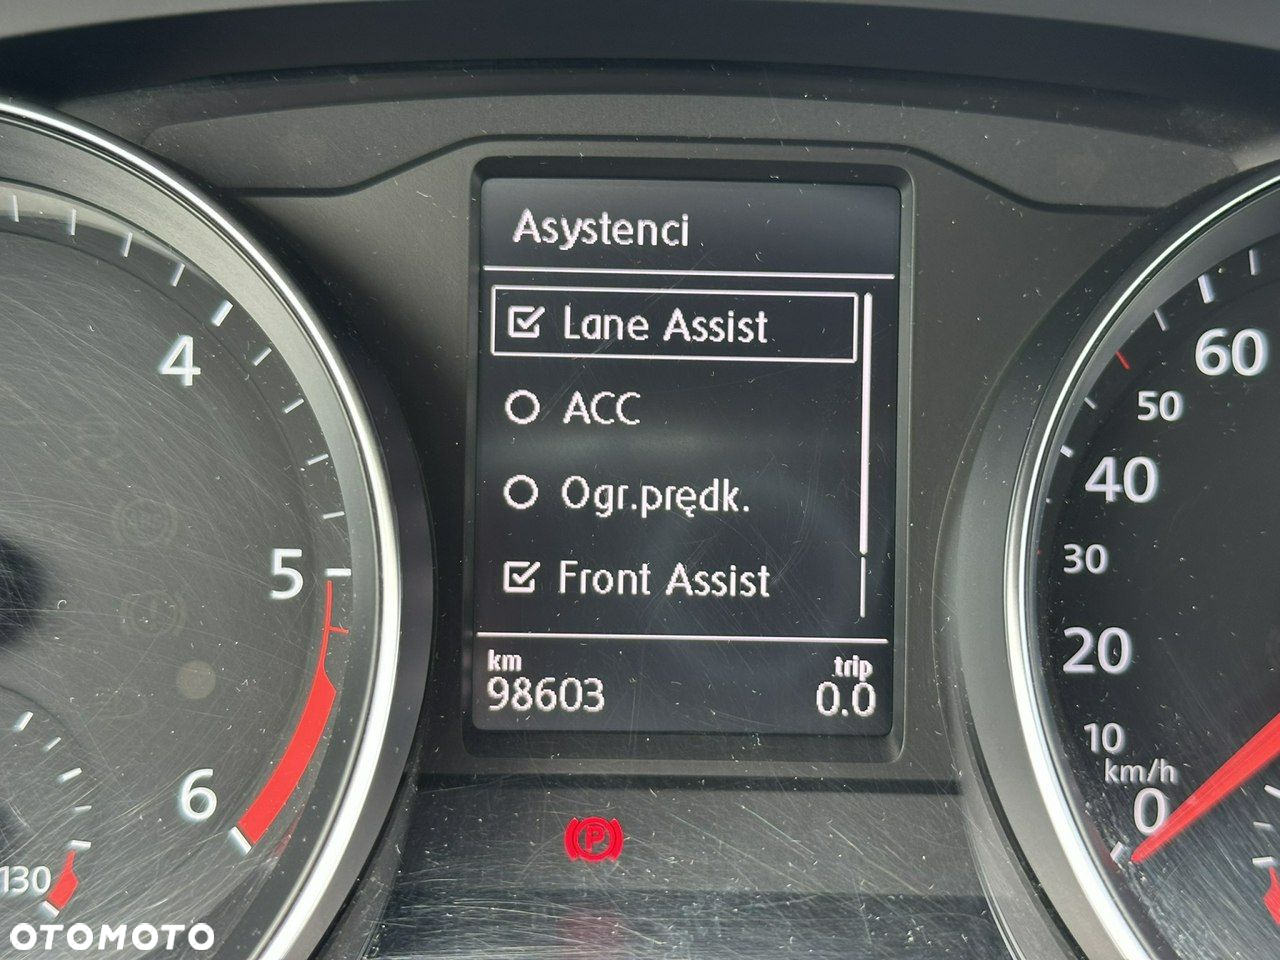 Asystenci
Lane Assist
ACC
Ogr.prędk.
Front Assist
km
trip
98603
0.0
4
5
6
130
60
50
40
30
20
10
km/h
0
P
OTOMOTO